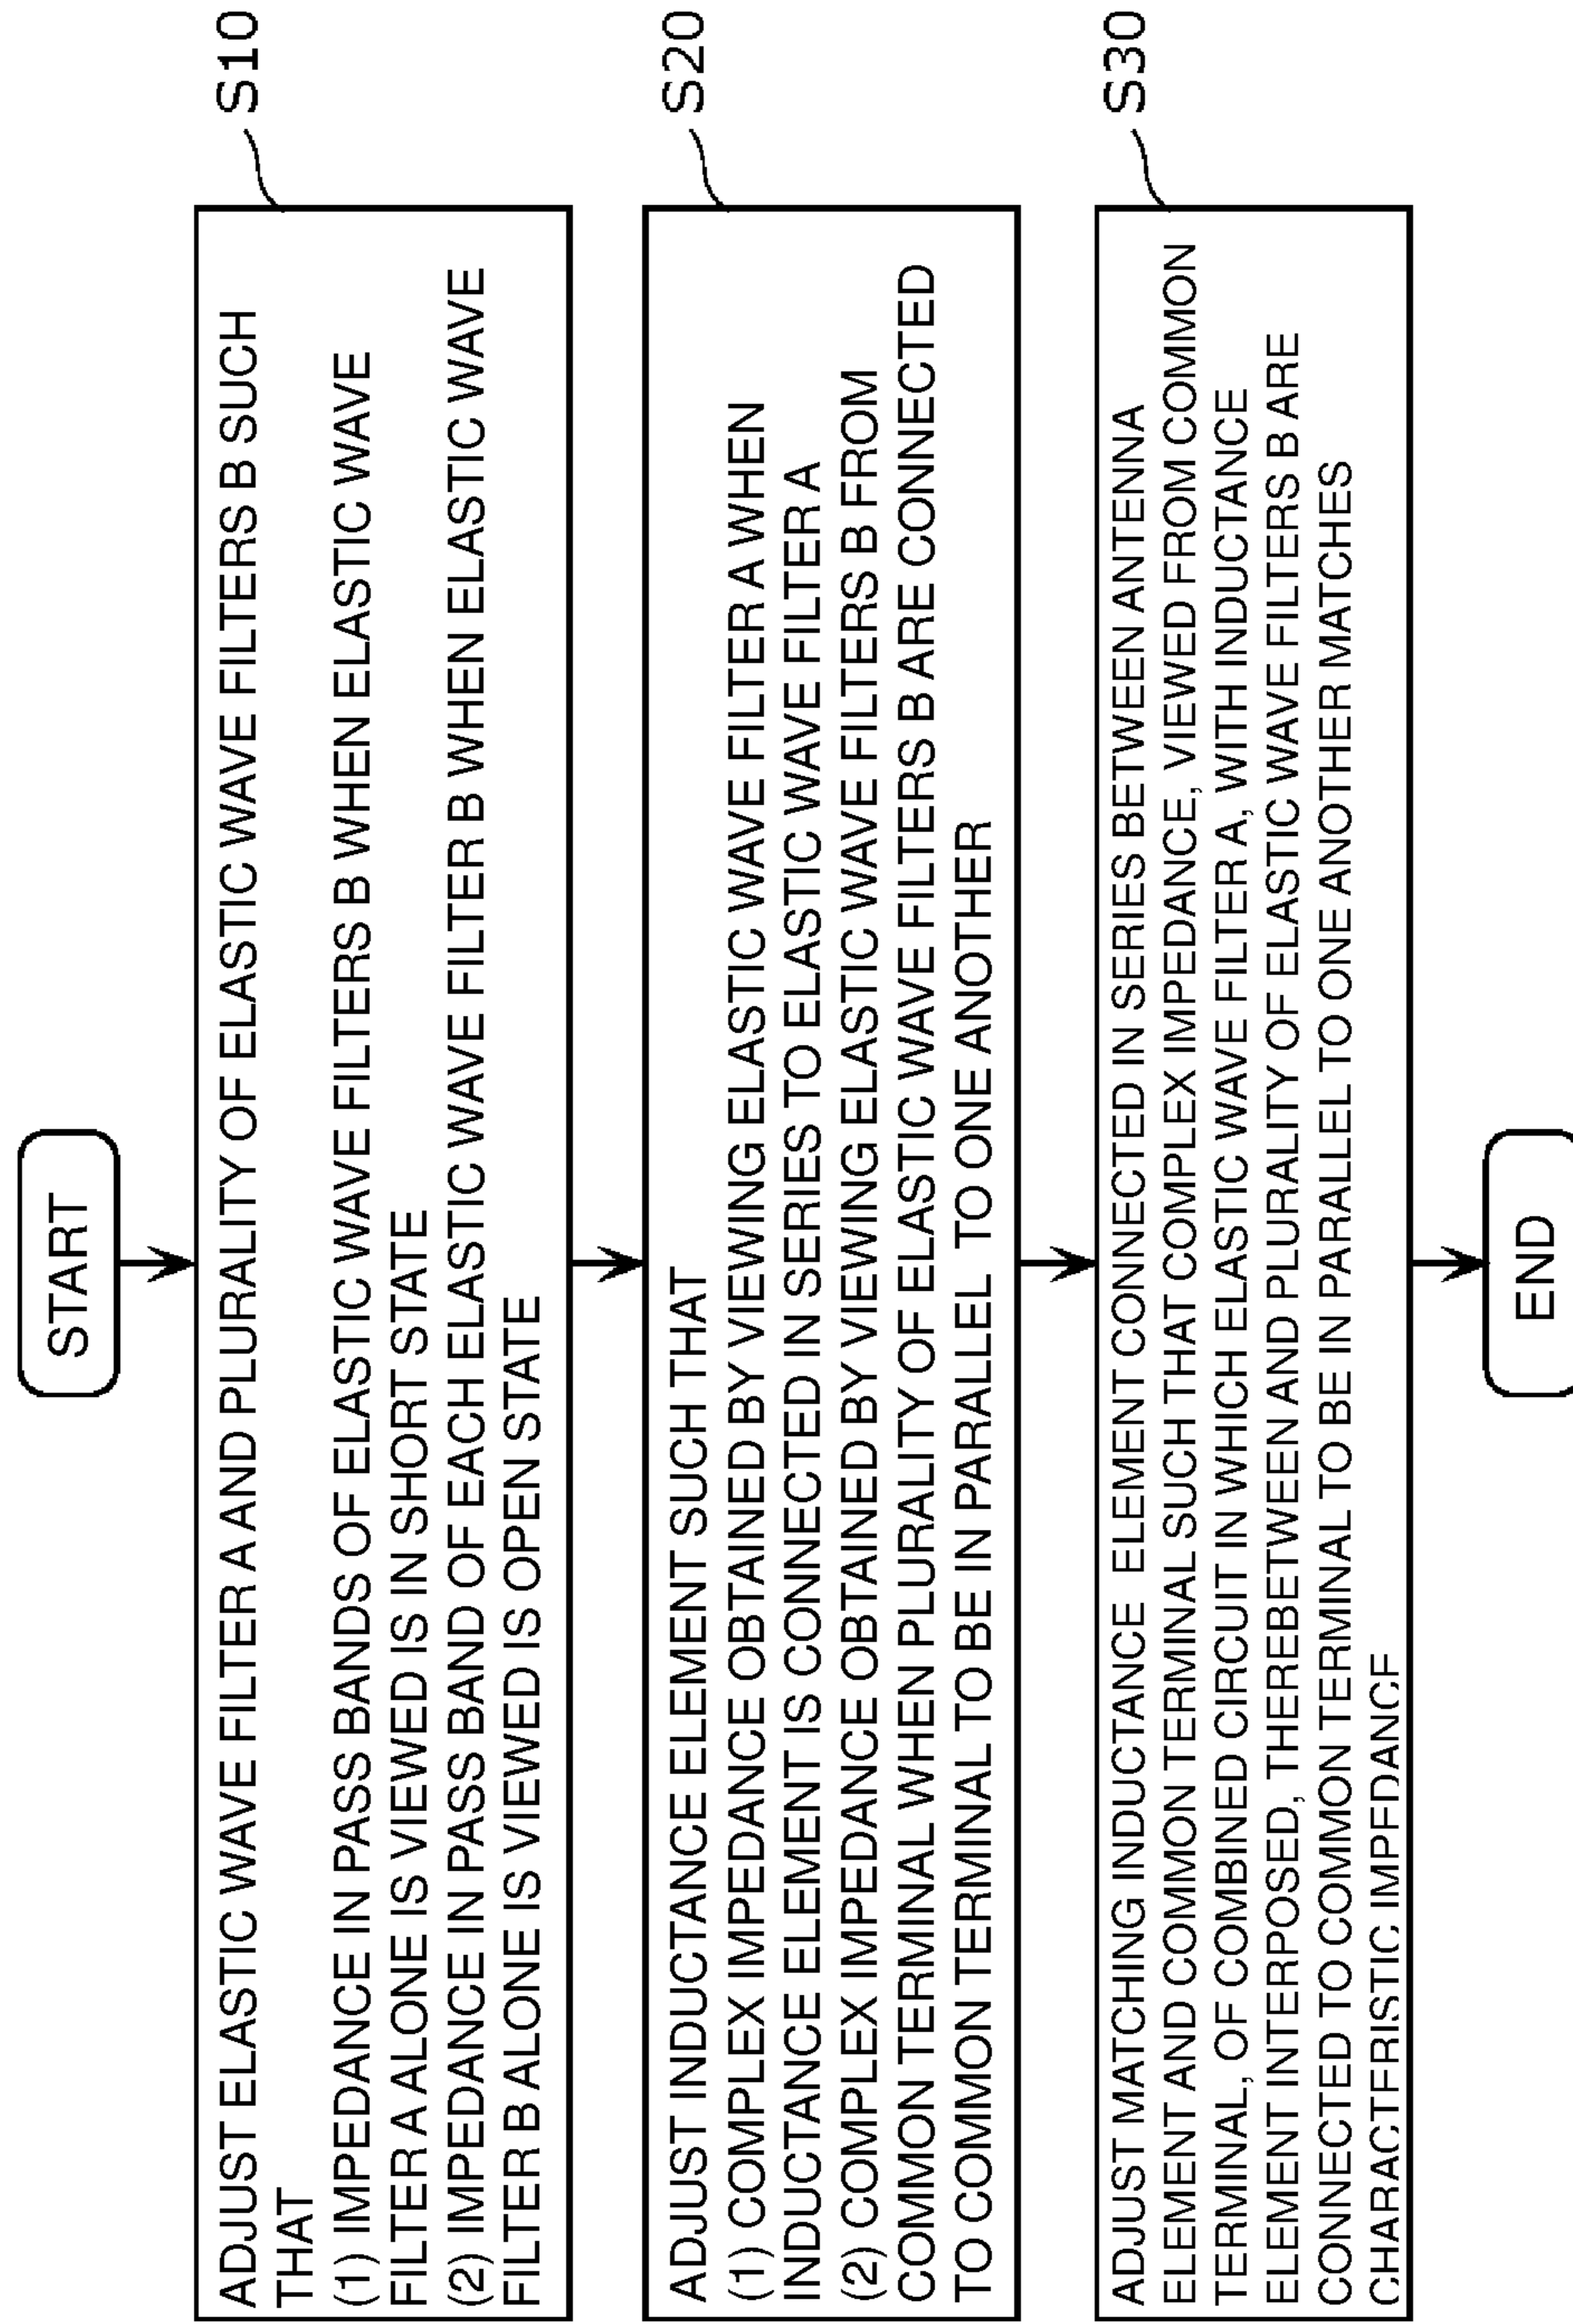 START
S10
ADJUST ELASTIC WAVE FILTER A AND PLURALITY OF ELASTIC WAVE FILTERS B SUCH
THAT
(1) IMPEDANCE IN PASS BANDS OF ELASTIC WAVE FILTERS B WHEN ELASTIC WAVE
FILTER A ALONE IS VIEWED IS IN SHORT STATE
(2) IMPEDANCE IN PASS BAND OF EACH ELASTIC WAVE FILTER B WHEN ELASTIC WAVE
FILTER B ALONE IS VIEWED IS OPEN STATE
S20
ADJUST INDUCTANCE ELEMENT SUCH THAT
(1) COMPLEX IMPEDANCE OBTAINED BY VIEWING ELASTIC WAVE FILTER A WHEN
INDUCTANCE ELEMENT IS CONNECTED IN SERIES TO ELASTIC WAVE FILTER A
(2) COMPLEX IMPEDANCE OBTAINED BY VIEWING ELASTIC WAVE FILTERS B FROM
COMMON TERMINAL WHEN PLURALITY OF ELASTIC WAVE FILTERS B ARE CONNECTED
TO COMMON TERMINAL TO BE IN PARALLEL TO ONE ANOTHER
S30
ADJUST MATCHING INDUCTANCE ELEMENT CONNECTED IN SERIES BETWEEN ANTENNA
ELEMENT AND COMMON TERMINAL SUCH THAT COMPLEX IMPEDANCE, VIEWED FROM COMMON
TERMINAL, OF COMBINED CIRCUIT IN WHICH ELASTIC WAVE FILTER A, WITH INDUCTANCE
ELEMENT INTERPOSED, THEREBETWEEN AND PLURALITY OF ELASTIC WAVE FILTERS B ARE
CONNECTED TO COMMON TERMINAL TO BE IN PARALLEL TO ONE ANOTHER MATCHES
CHARACTERISTIC IMPEDANCE
END